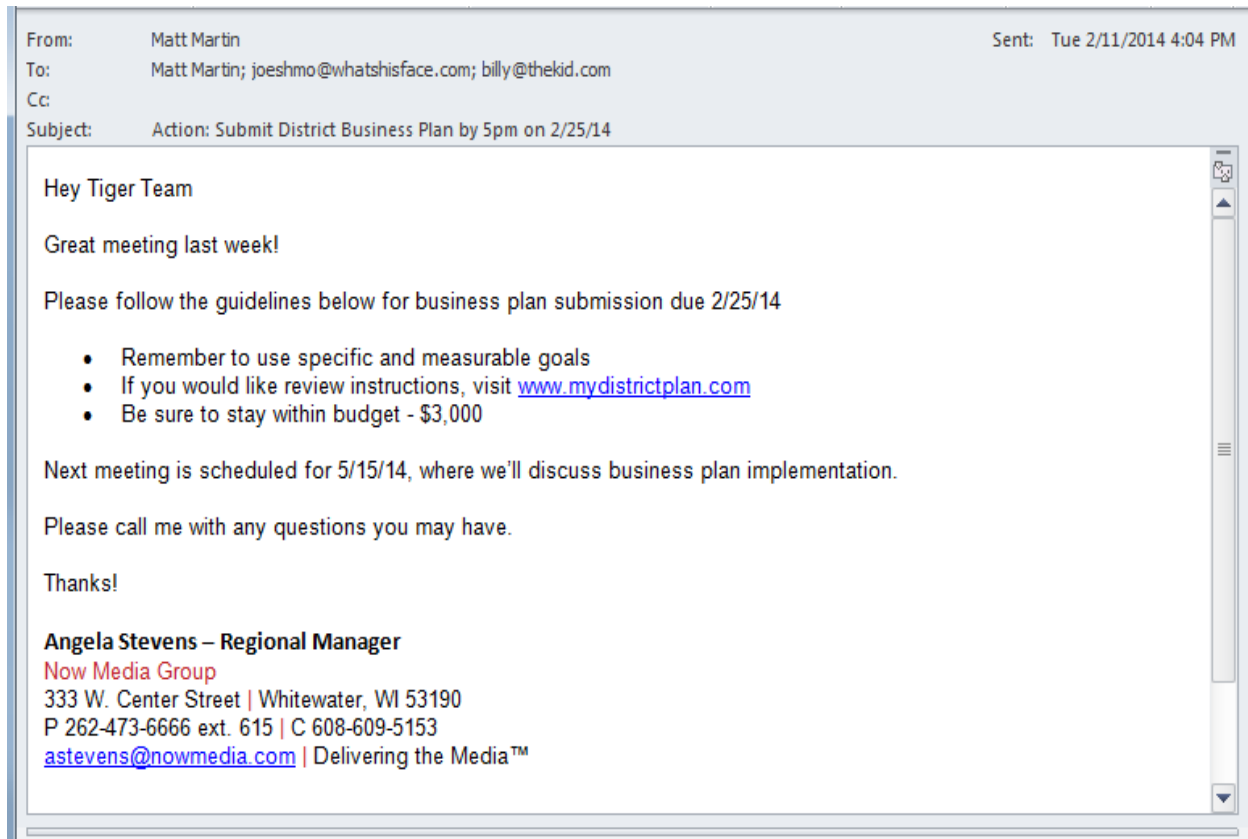 From: Matt Martin Sent: Tue 2/11/2014 4:04 PM
To: Matt Martin; joeshmo@whatshisface.com; billy@thekid.com
Cc:
Subject: Action: Submit District Business Plan by 5pm on 2/25/14
Hey Tiger Team
Great meeting last week!
Please follow the guidelines below for business plan submission due 2/25/14
• Remember to use specific and measurable goals
• If you would like review instructions, visit www.mydistrictplan.com
• Be sure to stay within budget - $3,000
Next meeting is scheduled for 5/15/14, where we’ll discuss business plan implementation.
Please call me with any questions you may have.
Thanks!
Angela Stevens – Regional Manager
Now Media Group
333 W. Center Street | Whitewater, WI 53190
P 262-473-6666 ext. 615 | C 608-609-5153
astevens@nowmedia.com | Delivering the Media™